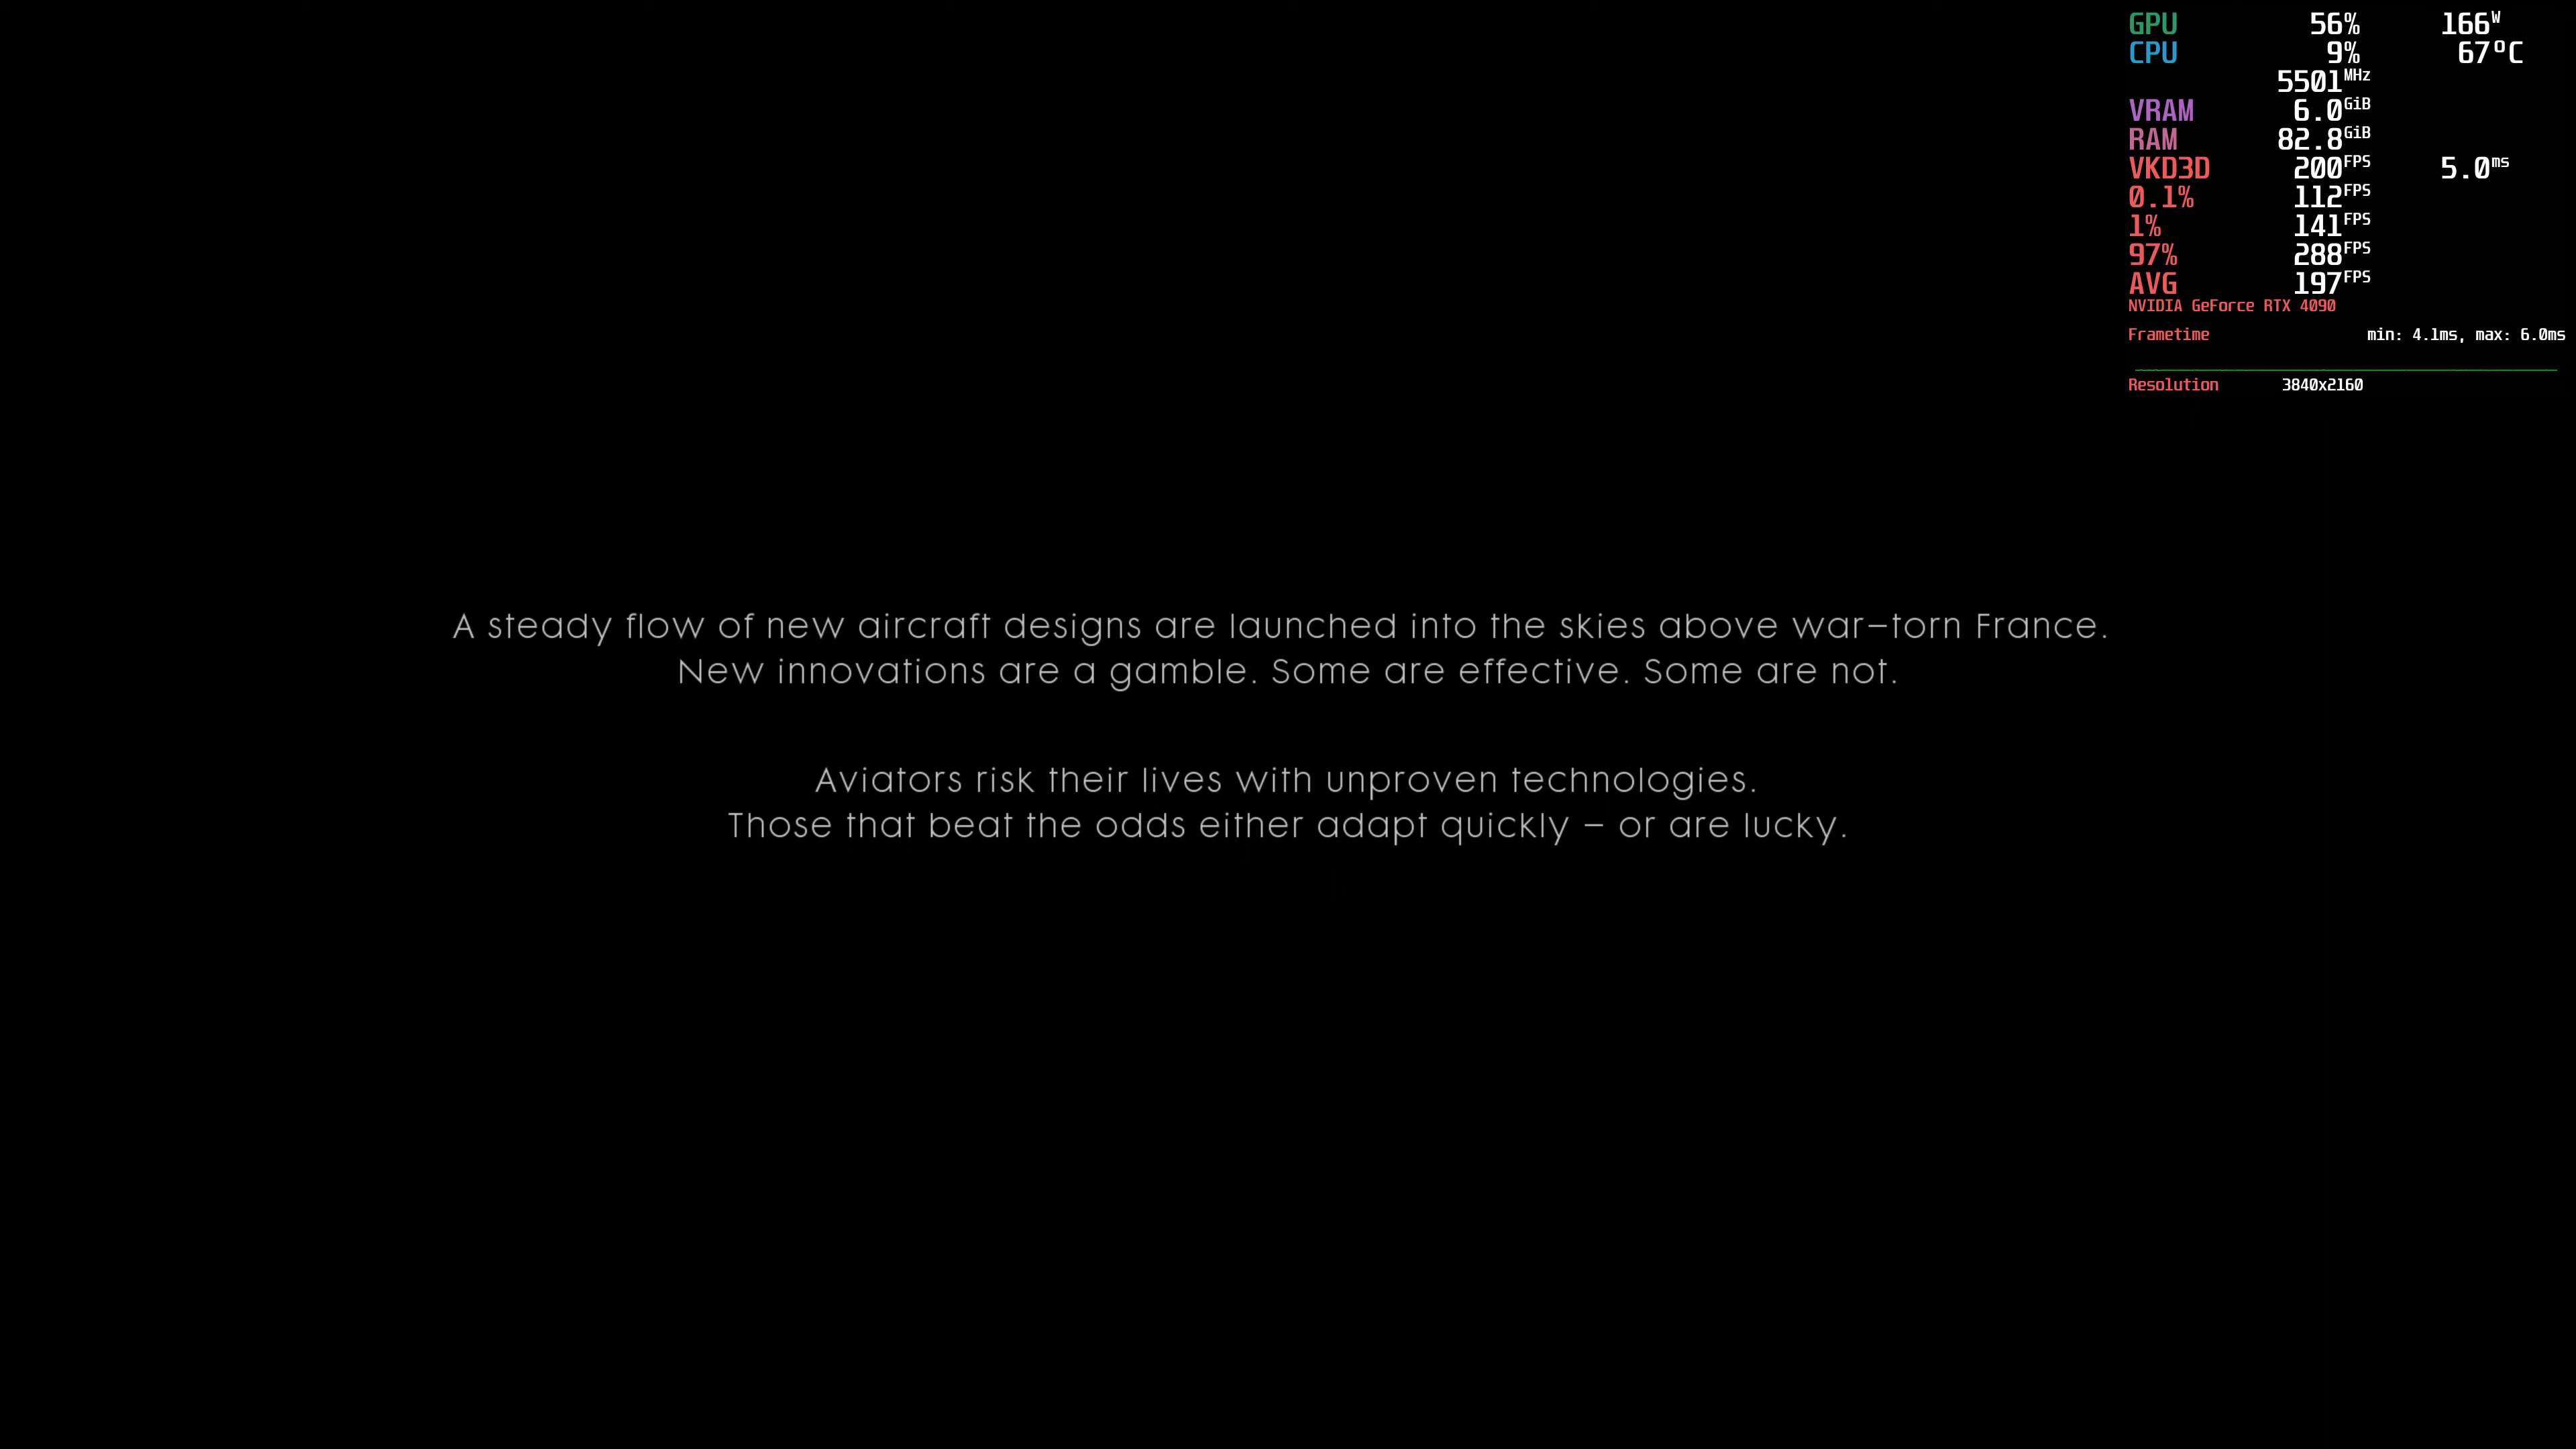 GPU 56% 166W
CPU 9% 67°C
5501MHz
VRAM 6.0GiB
RAM 82.8GiB
VKD3D 200FPS 5.0ms
0.1% 112FPS
1% 141FPS
97% 288FPS
AVG 197FPS
NVIDIA GeForce RTX 4090
Frametime min: 4.1ms, max: 6.0ms
Resolution 3840x2160
A steady flow of new aircraft designs are launched into the skies above war-torn France.
New innovations are a gamble. Some are effective. Some are not.
Aviators risk their lives with unproven technologies.
Those that beat the odds either adapt quickly – or are lucky.